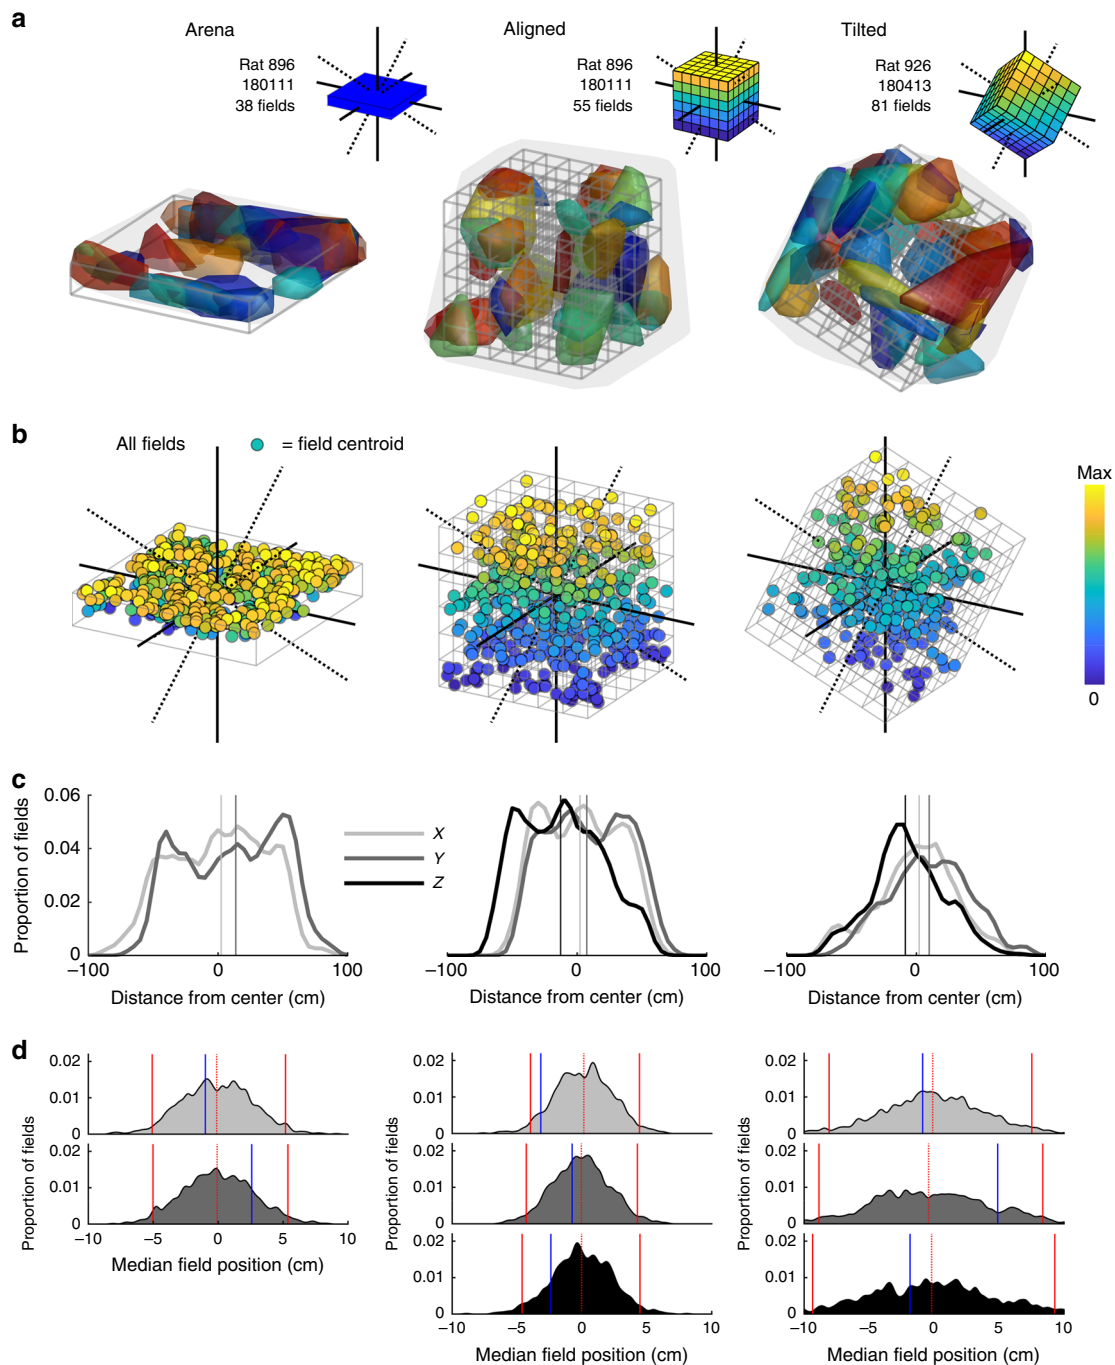 a
Arena
Rat 896
180111
38 fields
Aligned
Rat 896
180111
55 fields
Tilted
Rat 926
180413
81 fields
b
All fields
= field centroid
Max
0
c
Proportion of fields
0.06
0.04
0.02
0
X
Y
Z
–100 0 100
–100 0 100
–100 0 100
Distance from center (cm)
Distance from center (cm)
Distance from center (cm)
d
Proportion of fields
0.02
0.01
0
0.02
0.01
0
–10 –5 0 5 10
Median field position (cm)
Proportion of fields
0.02
0.01
0
0.02
0.01
0
0.02
0.01
0
–10 –5 0 5 10
Median field position (cm)
Proportion of fields
0.02
0.01
0
0.02
0.01
0
0.02
0.01
0
–10 –5 0 5 10
Median field position (cm)